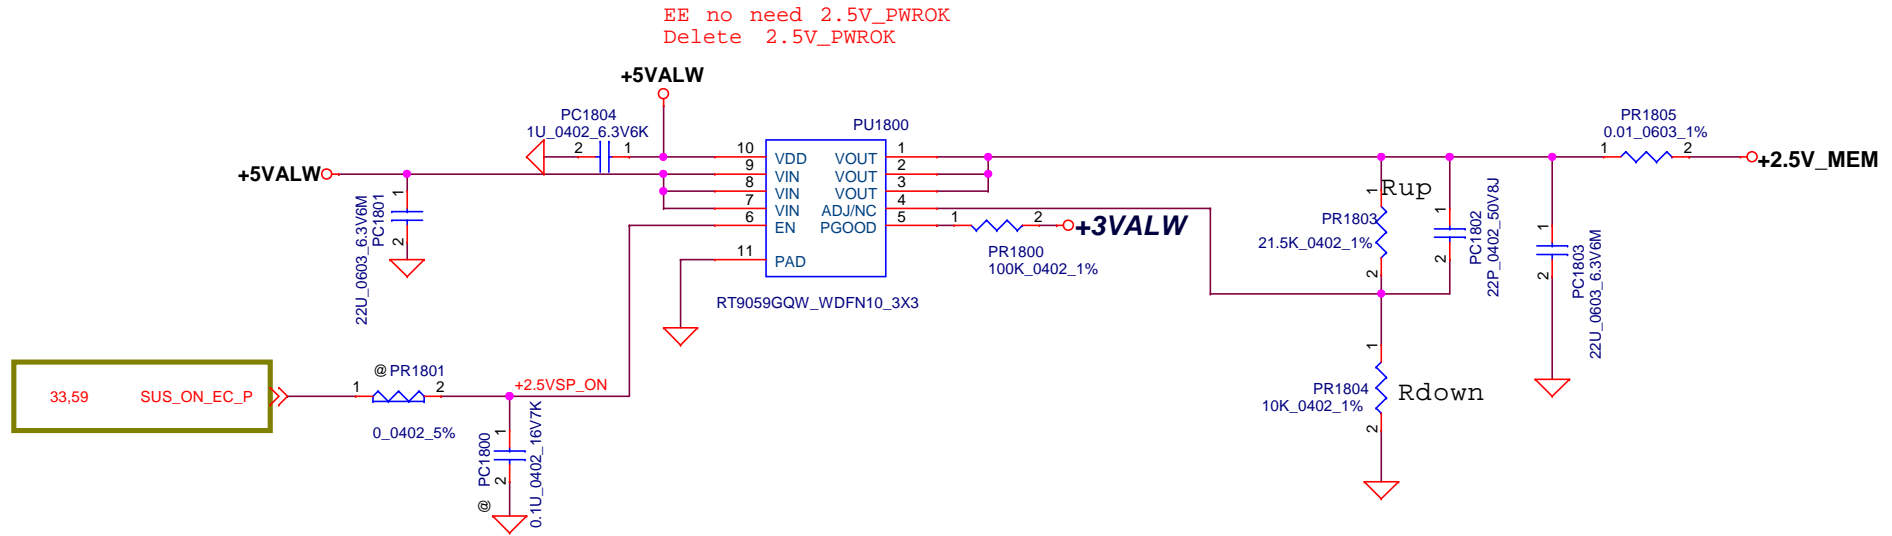 EE no need 2.5V_PWROK
Delete 2.5V_PWROK
+5VALW
PC1804
1U_0402_6.3V6K
2 1
PU1800
PR1805
0.01_0603_1%
1 2
+2.5V_MEM
+5VALW
1
2
PC1801
22U_0603_6.3V6M
10 VDD
9 VIN
8 VIN
7 VIN
6 EN
11 PAD
VOUT 1
VOUT 2
VOUT 3
ADJ/NC 4
PGOOD 5
RT9059GQW_WDFN10_3X3
1 2
+3VALW
PR1800
100K_0402_1%
1
Rup
PR1803
21.5K_0402_1%
2
1
2
PC1802
22P_0402_50V8J
1
2
PC1803
22U_0603_6.3V6M
1
PR1804
10K_0402_1%
2
Rdown
33,59 SUS_ON_EC_P
@ PR1801
1 2
0_0402_5%
+2.5VSP_ON
1
2
@ PC1800
0.1U_0402_16V7K